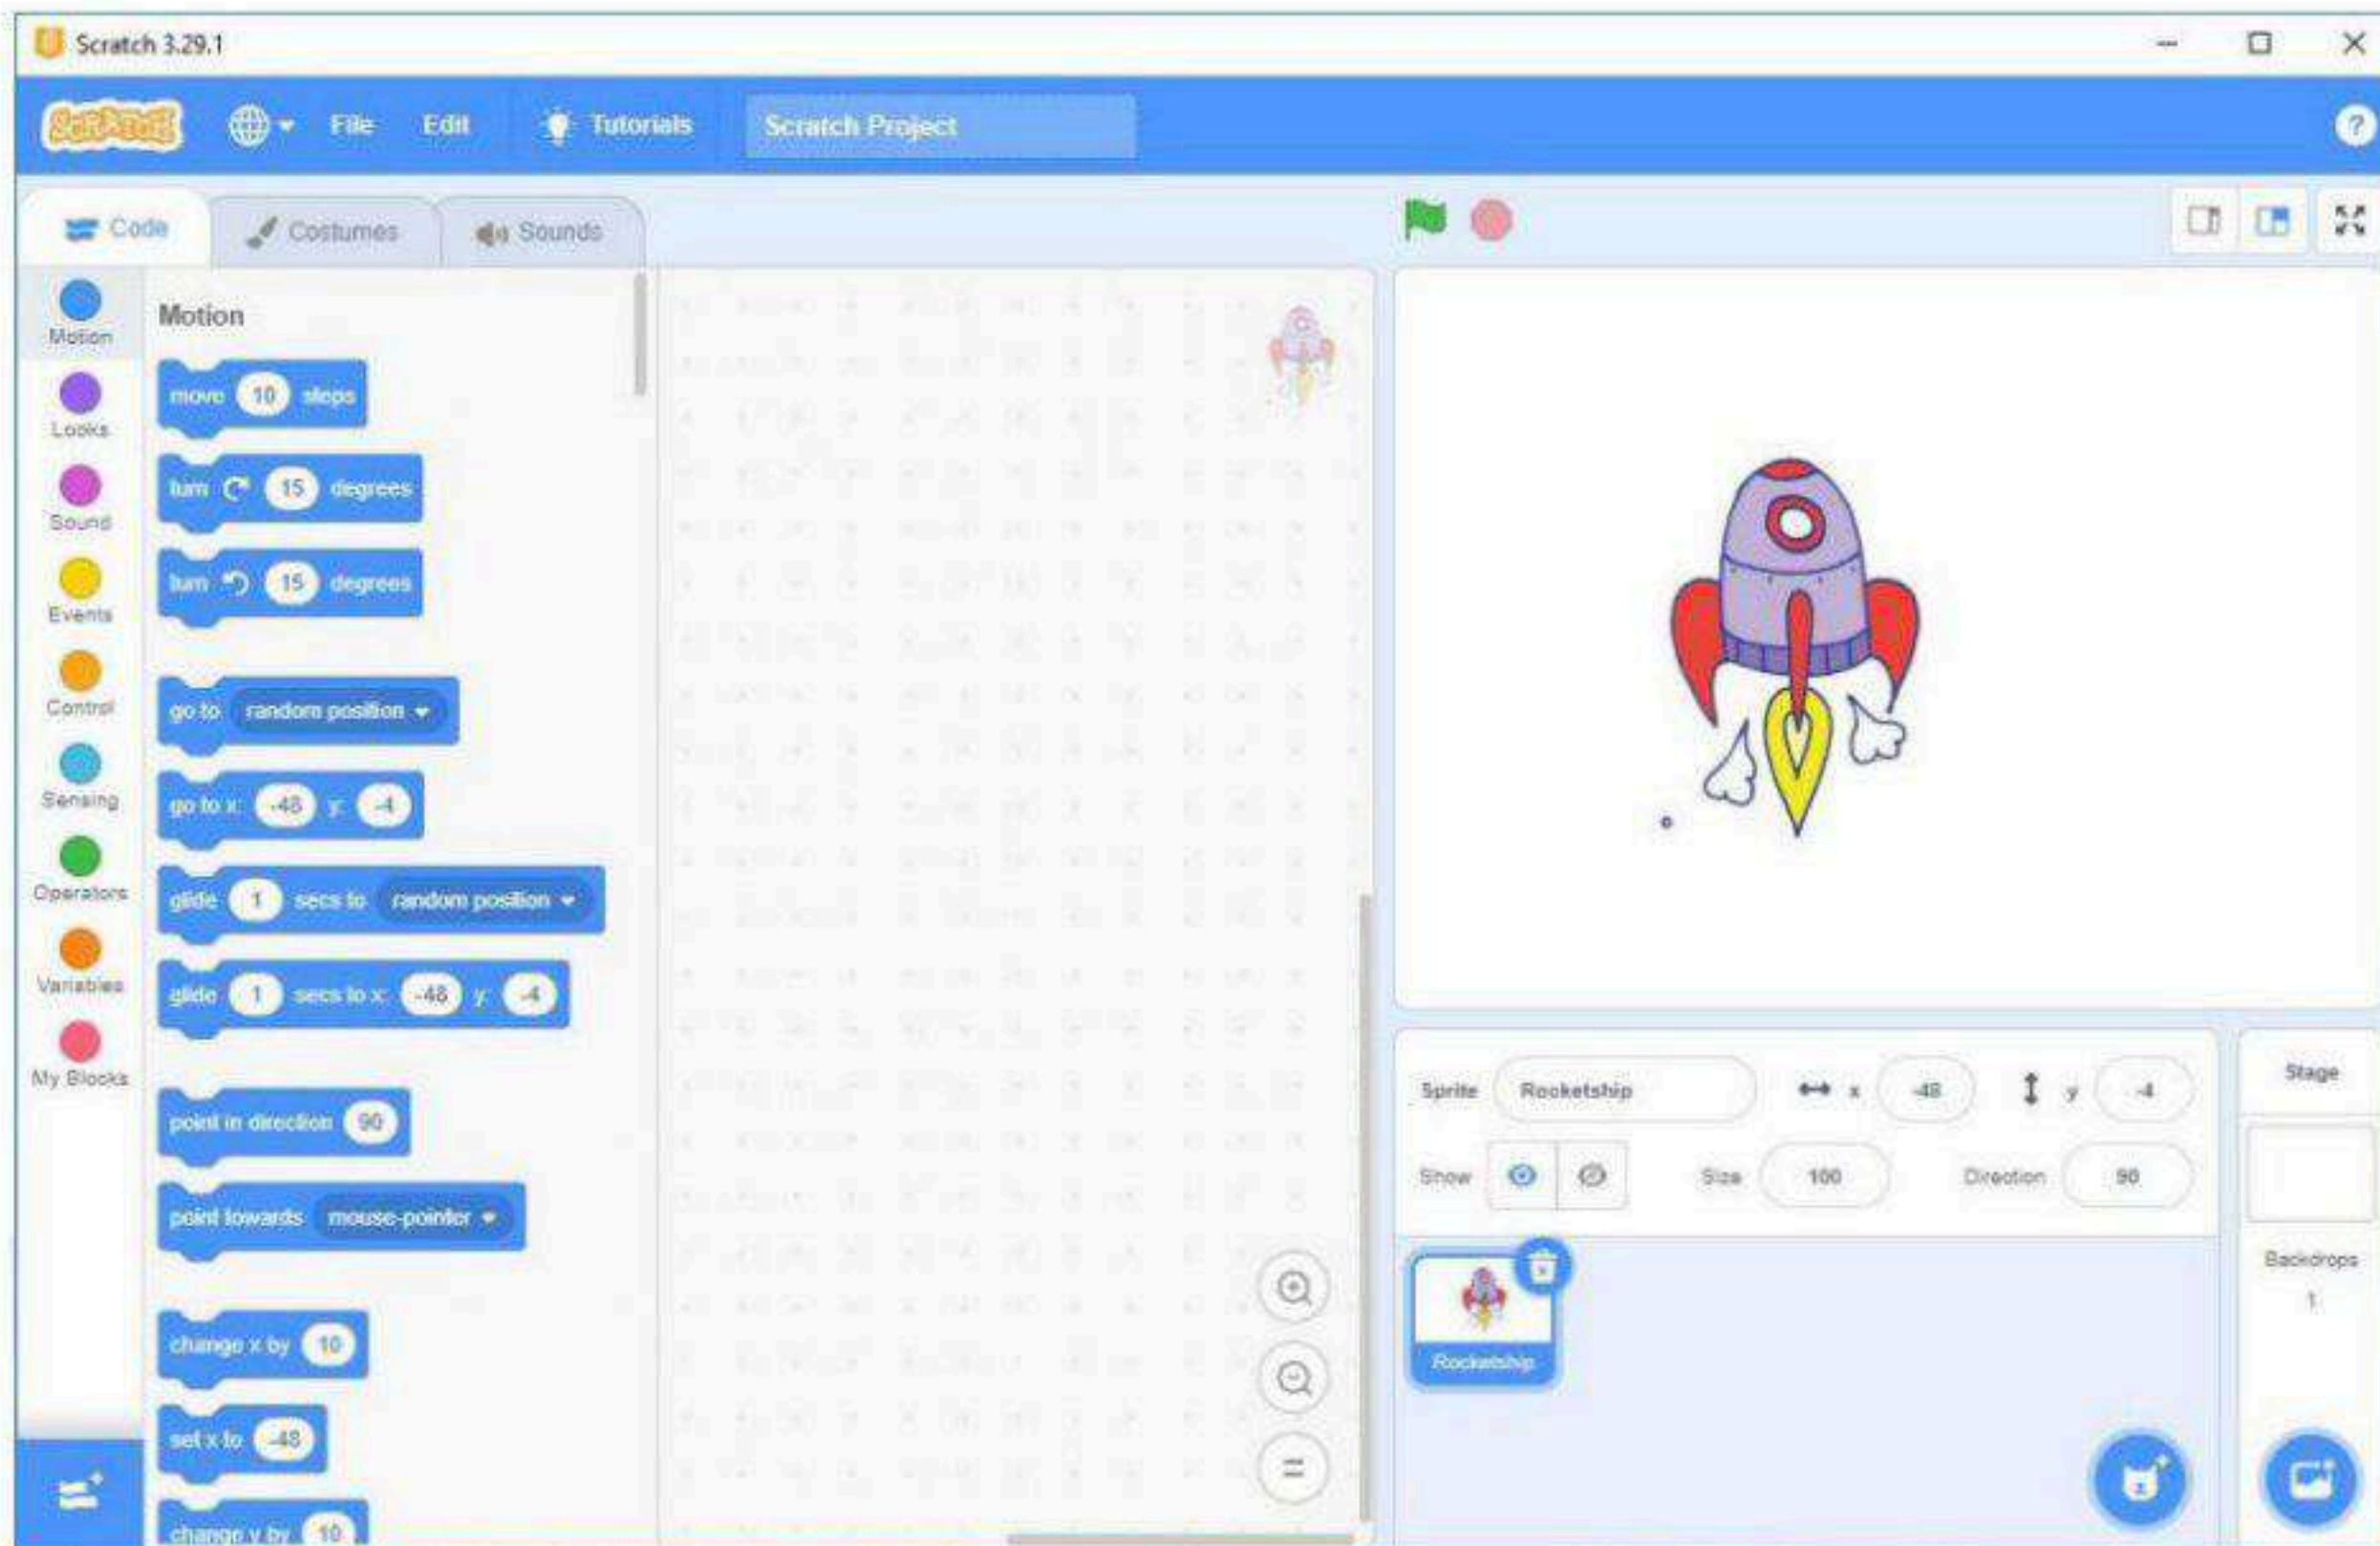 Scratch 3.29.1
SCRATCH
File
Edit
Tutorials
Scratch Project
?
Code
Costumes
Sounds
Motion
Looks
Sound
Events
Control
Sensing
Operators
Variables
My Blocks
Motion
move 10 steps
turn 15 degrees
turn 15 degrees
go to random position
go to x: -48 y: -4
glide 1 secs to random position
glide 1 secs to x: -48 y: -4
point in direction 90
point towards mouse-pointer
change x by 10
set x to -48
change y by 10
Sprite Rocketship x -48 y -4
Show Size 100 Direction 90
Rocketship
Stage
Backdrops
1